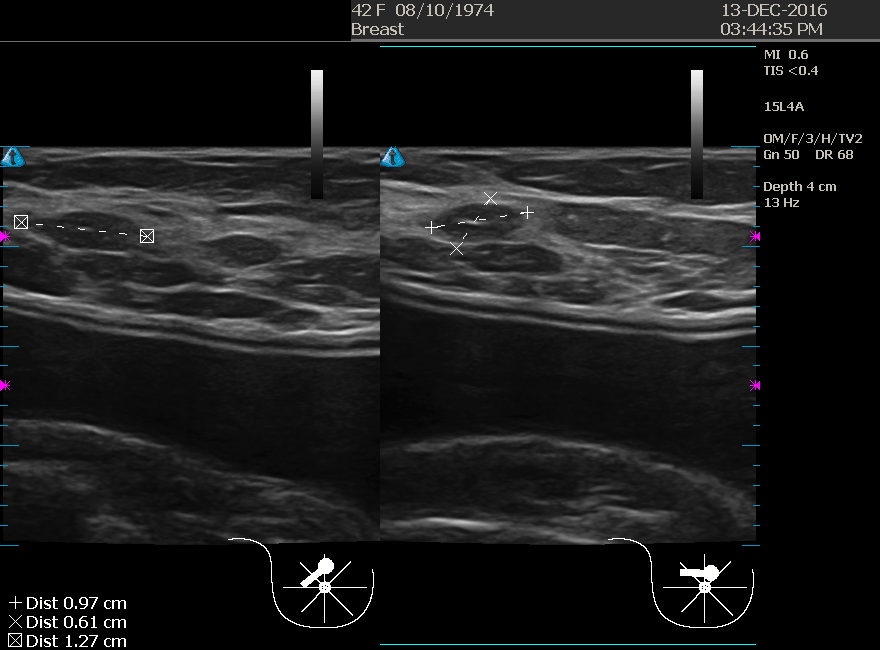 42 F 08/10/1974
13-DEC-2016
Breast
03:44:35 PM
MI 0.6
TIS <0.4
15L4A
OM/F/3/H/TV2
Gn 50 DR 68
Depth 4 cm
13 Hz
Dist 0.97 cm
Dist 0.61 cm
Dist 1.27 cm